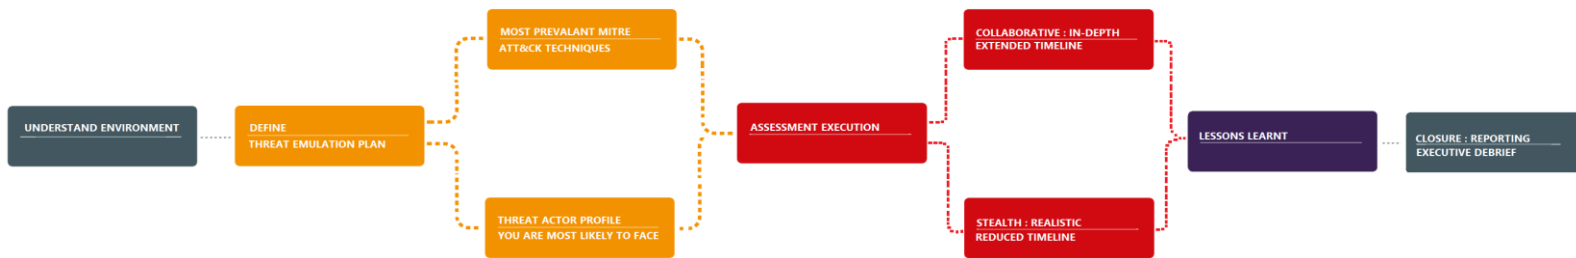 UNDERSTAND ENVIRONMENT
DEFINE
THREAT EMULATION PLAN
MOST PREVALANT MITRE
ATT&CK TECHNIQUES
THREAT ACTOR PROFILE
YOU ARE MOST LIKELY TO FACE
ASSESSMENT EXECUTION
COLLABORATIVE : IN-DEPTH
EXTENDED TIMELINE
STEALTH : REALISTIC
REDUCED TIMELINE
LESSONS LEARNT
CLOSURE : REPORTING
EXECUTIVE DEBRIEF